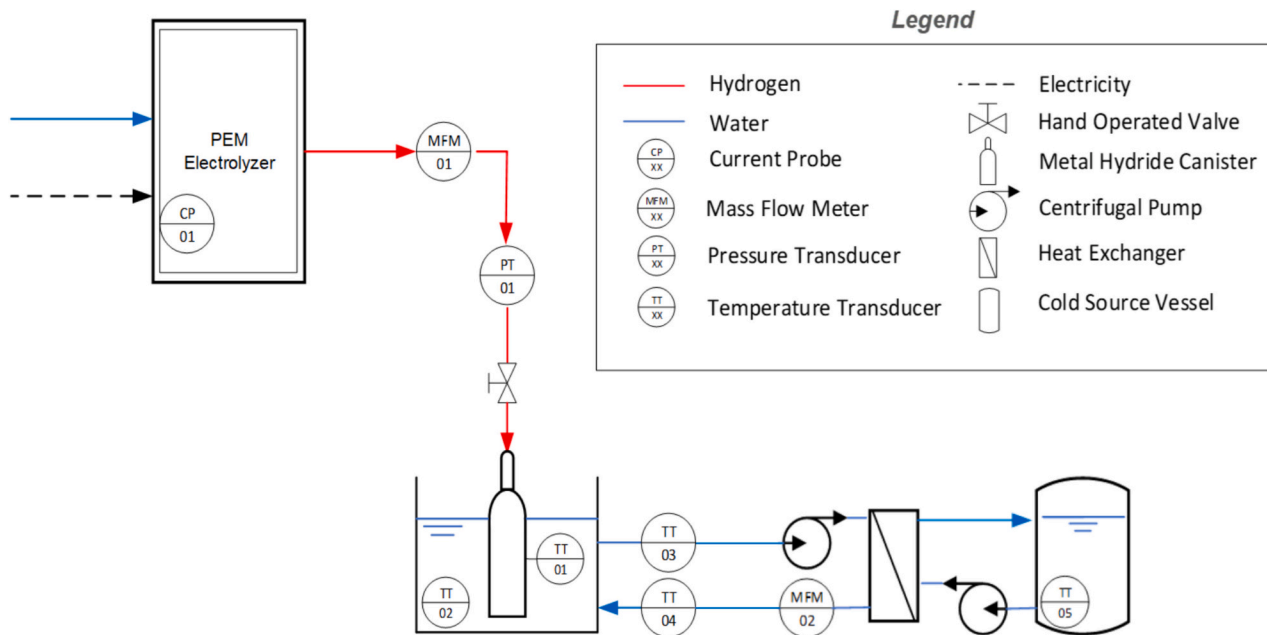 Legend
Hydrogen
Electricity
Water
Hand Operated Valve
CP
XX
Current Probe
Metal Hydride Canister
MFM
XX
Mass Flow Meter
Centrifugal Pump
PT
XX
Pressure Transducer
Heat Exchanger
TT
XX
Temperature Transducer
Cold Source Vessel
PEM
Electrolyzer
CP
01
MFM
01
PT
01
TT
01
TT
02
TT
03
TT
04
MFM
02
TT
05